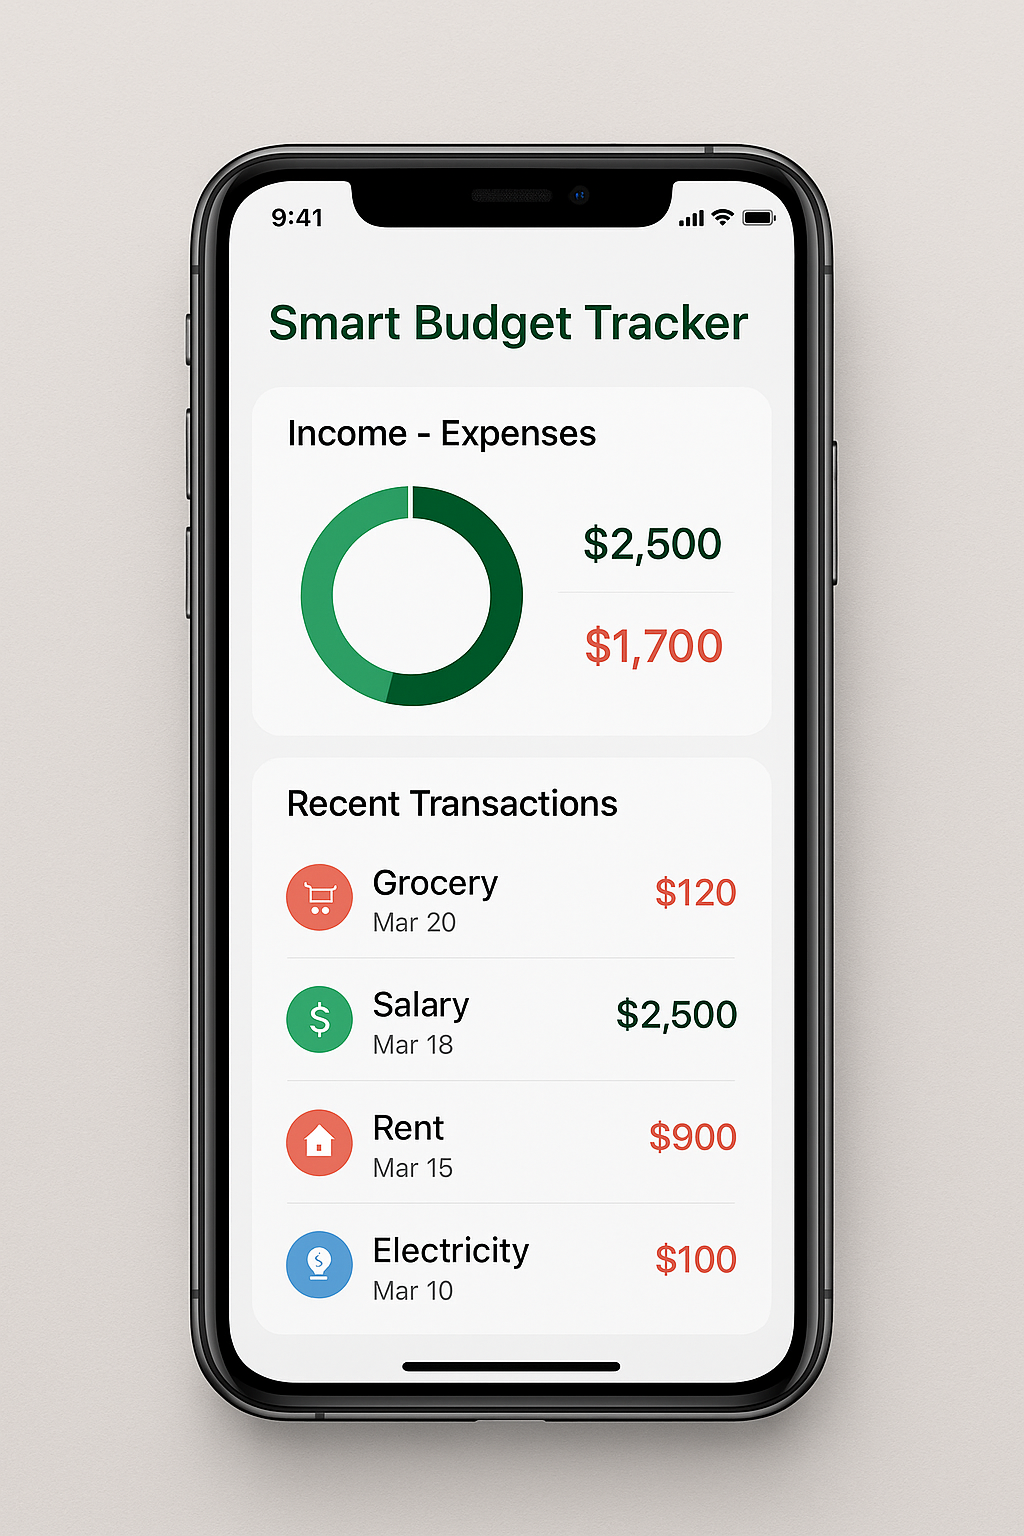 9:41
Smart Budget Tracker
Income - Expenses
$2,500
$1,700
Recent Transactions
Grocery
$120
Mar 20
$
Salary
$2,500
Mar 18
Rent
$900
Mar 15
$
Electricity
$100
Mar 10